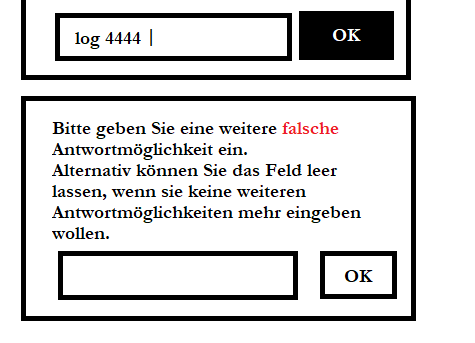 log 4444 |
OK
Bitte geben Sie eine weitere falsche
Antwortmöglichkeit ein.
Alternativ können Sie das Feld leer
lassen, wenn sie keine weiteren
Antwortmöglichkeiten mehr eingeben
wollen.
OK